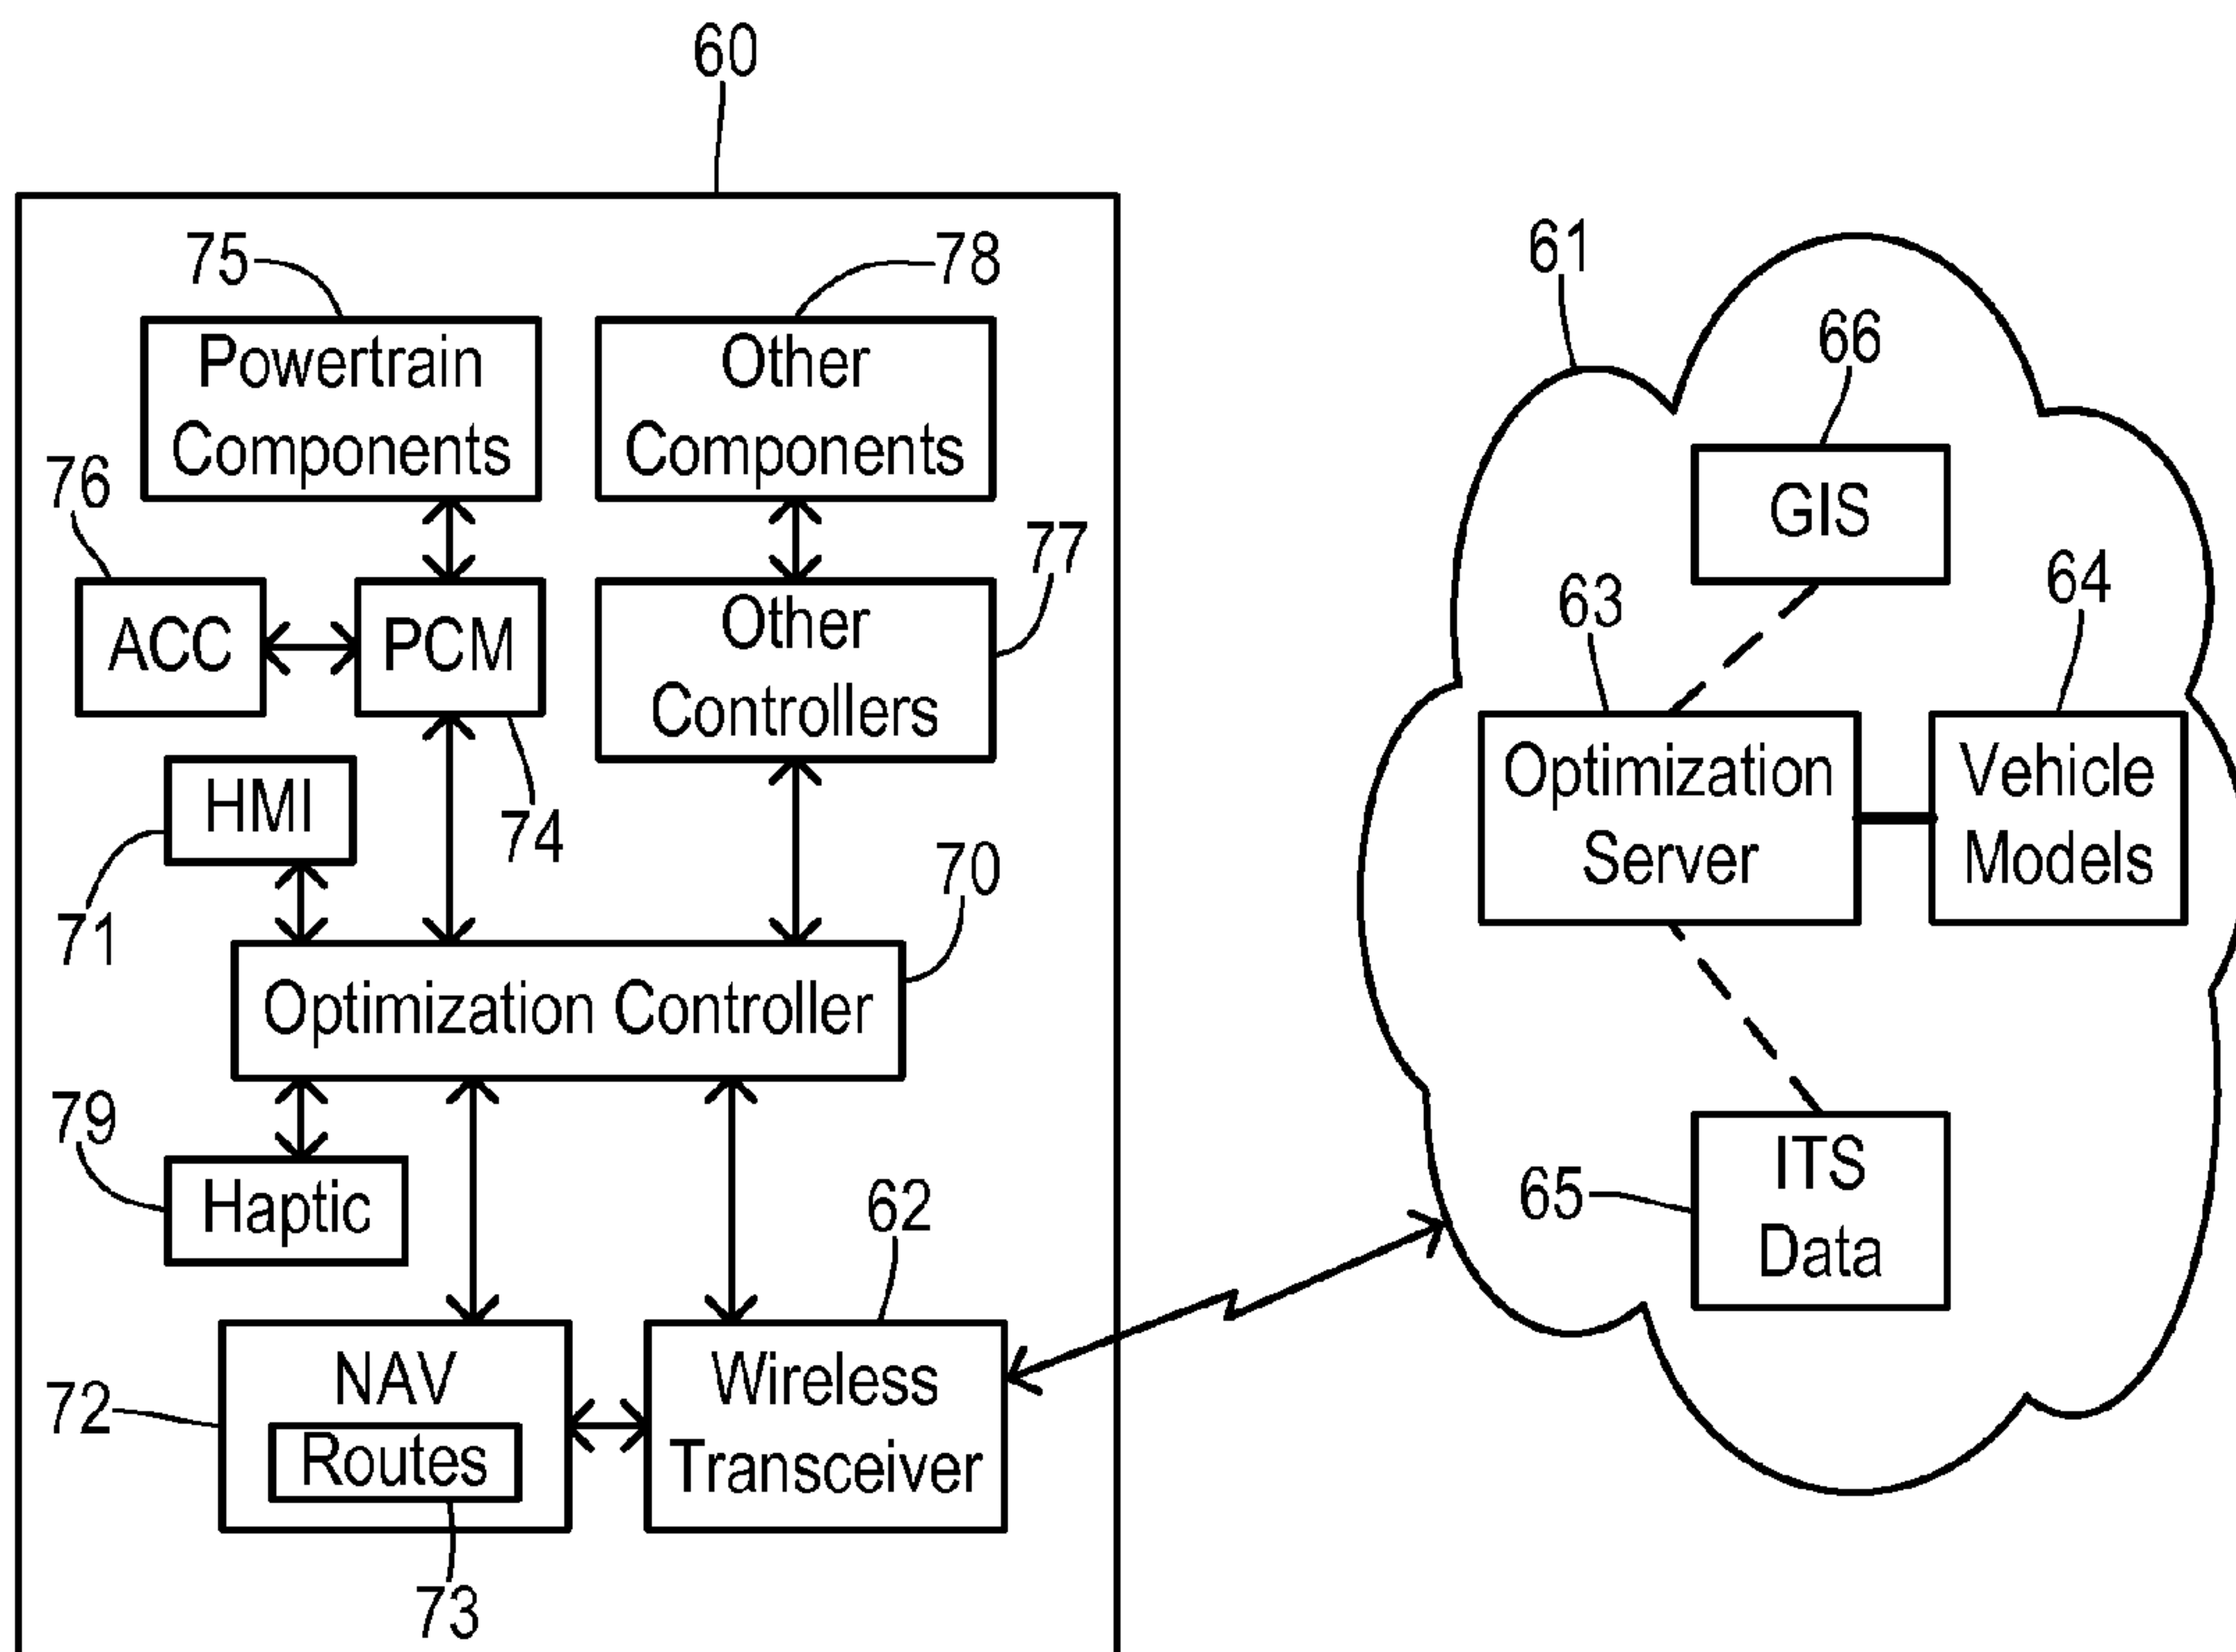 60
75
78
Powertrain
Components
Other
Components
76
77
ACC
PCM
Other
Controllers
HMI
74
71
70
Optimization Controller
79
Haptic
62
72
NAV
Routes
Wireless
Transceiver
73
61
66
GIS
63
64
Optimization
Server
Vehicle
Models
65
ITS
Data